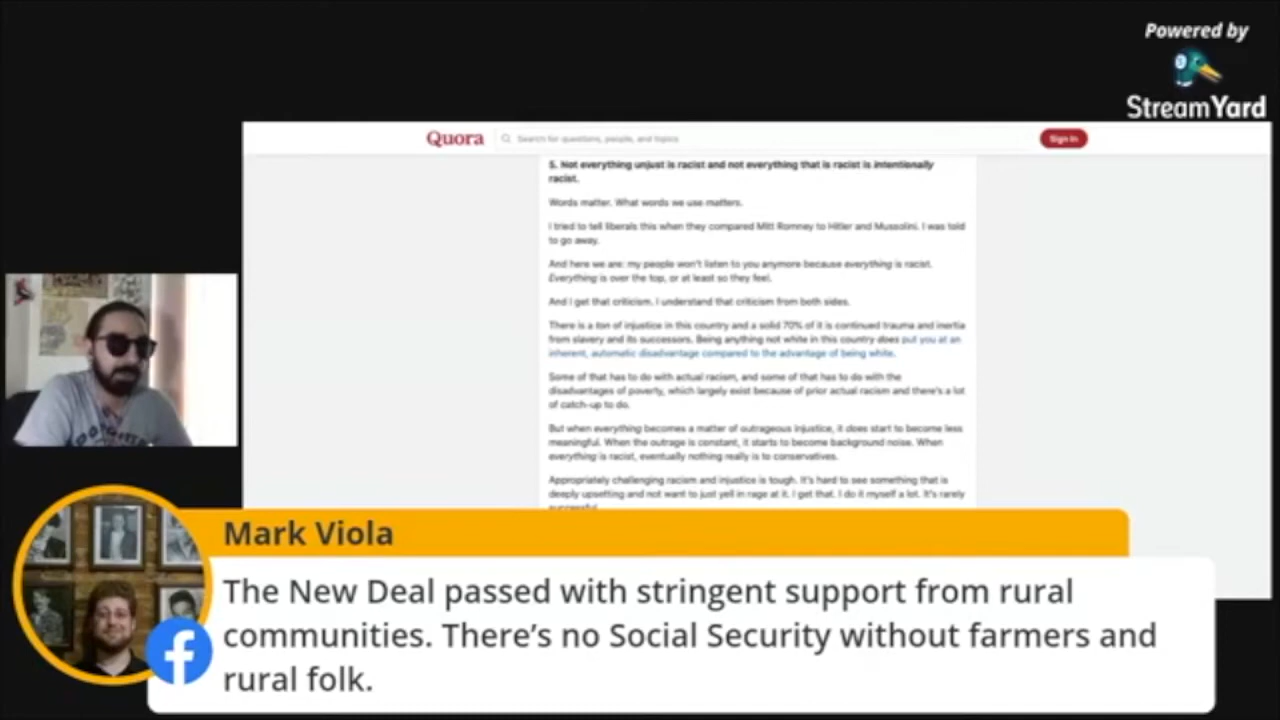 Powered by
StreamYard
Quora
Search for questions, people, and topics
Sign In
5. Not everything unjust is racist and not everything that is racist is intentionally
racist.
Words matter. What words we use matters.
I tried to tell liberals this when they compared Mitt Romney to Hitler and Mussolini. I was told
to go away.
And here we are: my people won't listen to you anymore because everything is racist.
Everything is over the top, or at least so they feel.
And I get that criticism. I understand that criticism from both sides.
There is a ton of injustice in this country and a solid 70% of it is continued trauma and inertia
from slavery and its successors. Being anything not white in this country does put you at an
inherent, automatic disadvantage compared to the advantage of being white.
Some of that has to do with actual racism, and some of that has to do with the
disadvantages of poverty, which largely exist because of prior actual racism and there's a lot
of catch-up to do.
But when everything becomes a matter of outrageous injustice, it does start to become less
meaningful. When the outrage is constant, it starts to become background noise. When
everything is racist, eventually nothing really is to conservatives.
Appropriately challenging racism and injustice is tough. It's hard to see something that is
deeply upsetting and not want to just yell in rage at it. I get that. I do it myself a lot. It's rarely
Mark Viola
The New Deal passed with stringent support from rural
communities. There's no Social Security without farmers and
rural folk.